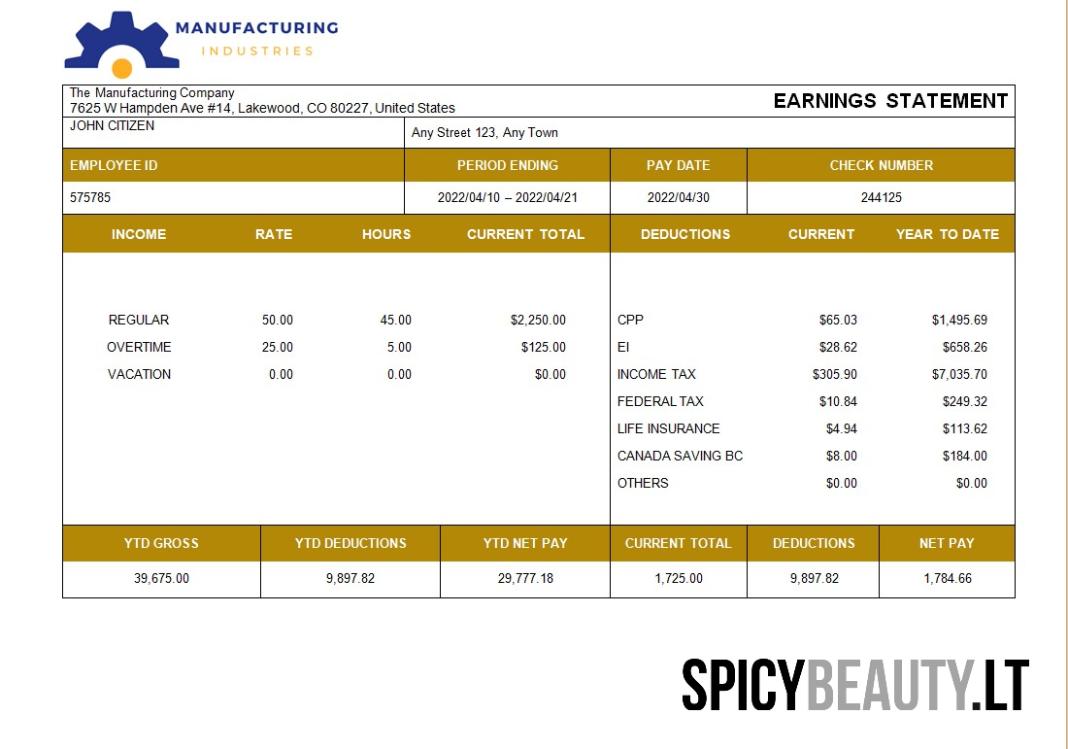 MANUFACTURING
INDUSTRIES
The Manufacturing Company
7625 W Hampden Ave #14, Lakewood, CO 80227, United States
EARNINGS STATEMENT
JOHN CITIZEN
Any Street 123, Any Town
EMPLOYEE ID PERIOD ENDING PAY DATE CHECK NUMBER
575785 2022/04/10 – 2022/04/21 2022/04/30 244125
INCOME RATE HOURS CURRENT TOTAL DEDUCTIONS CURRENT YEAR TO DATE
REGULAR 50.00 45.00 $2,250.00 CPP $65.03 $1,495.69
OVERTIME 25.00 5.00 $125.00 EI $28.62 $658.26
VACATION 0.00 0.00 $0.00 INCOME TAX $305.90 $7,035.70
FEDERAL TAX $10.84 $249.32
LIFE INSURANCE $4.94 $113.62
CANADA SAVING BC $8.00 $184.00
OTHERS $0.00 $0.00
YTD GROSS YTD DEDUCTIONS YTD NET PAY CURRENT TOTAL DEDUCTIONS NET PAY
39,675.00 9,897.82 29,777.18 1,725.00 9,897.82 1,784.66
SPICYBEAUTY.LT